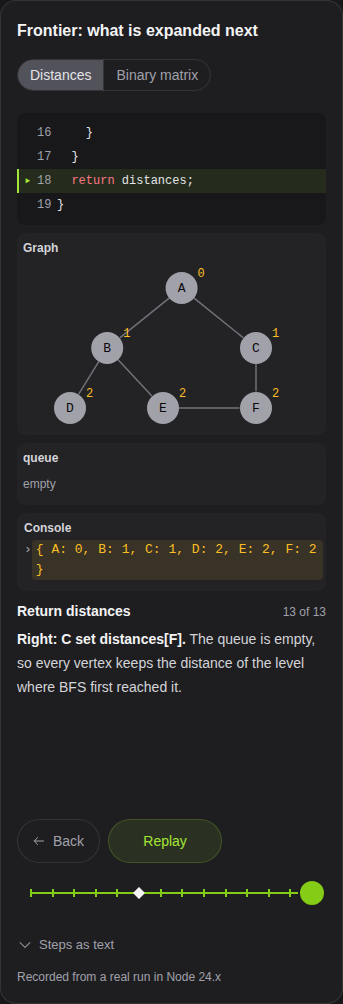 Frontier: what is expanded next
Distances Binary matrix
16 }
17 }
▸ 18 return distances;
19 }
Graph
A 0
B 1
C 1
D 2
E 2
F 2
queue
empty
Console
› { A: 0, B: 1, C: 1, D: 2, E: 2, F: 2
}
Return distances 13 of 13
Right: C set distances[F]. The queue is empty,
so every vertex keeps the distance of the level
where BFS first reached it.
← Back Replay
Steps as text
Recorded from a real run in Node 24.x